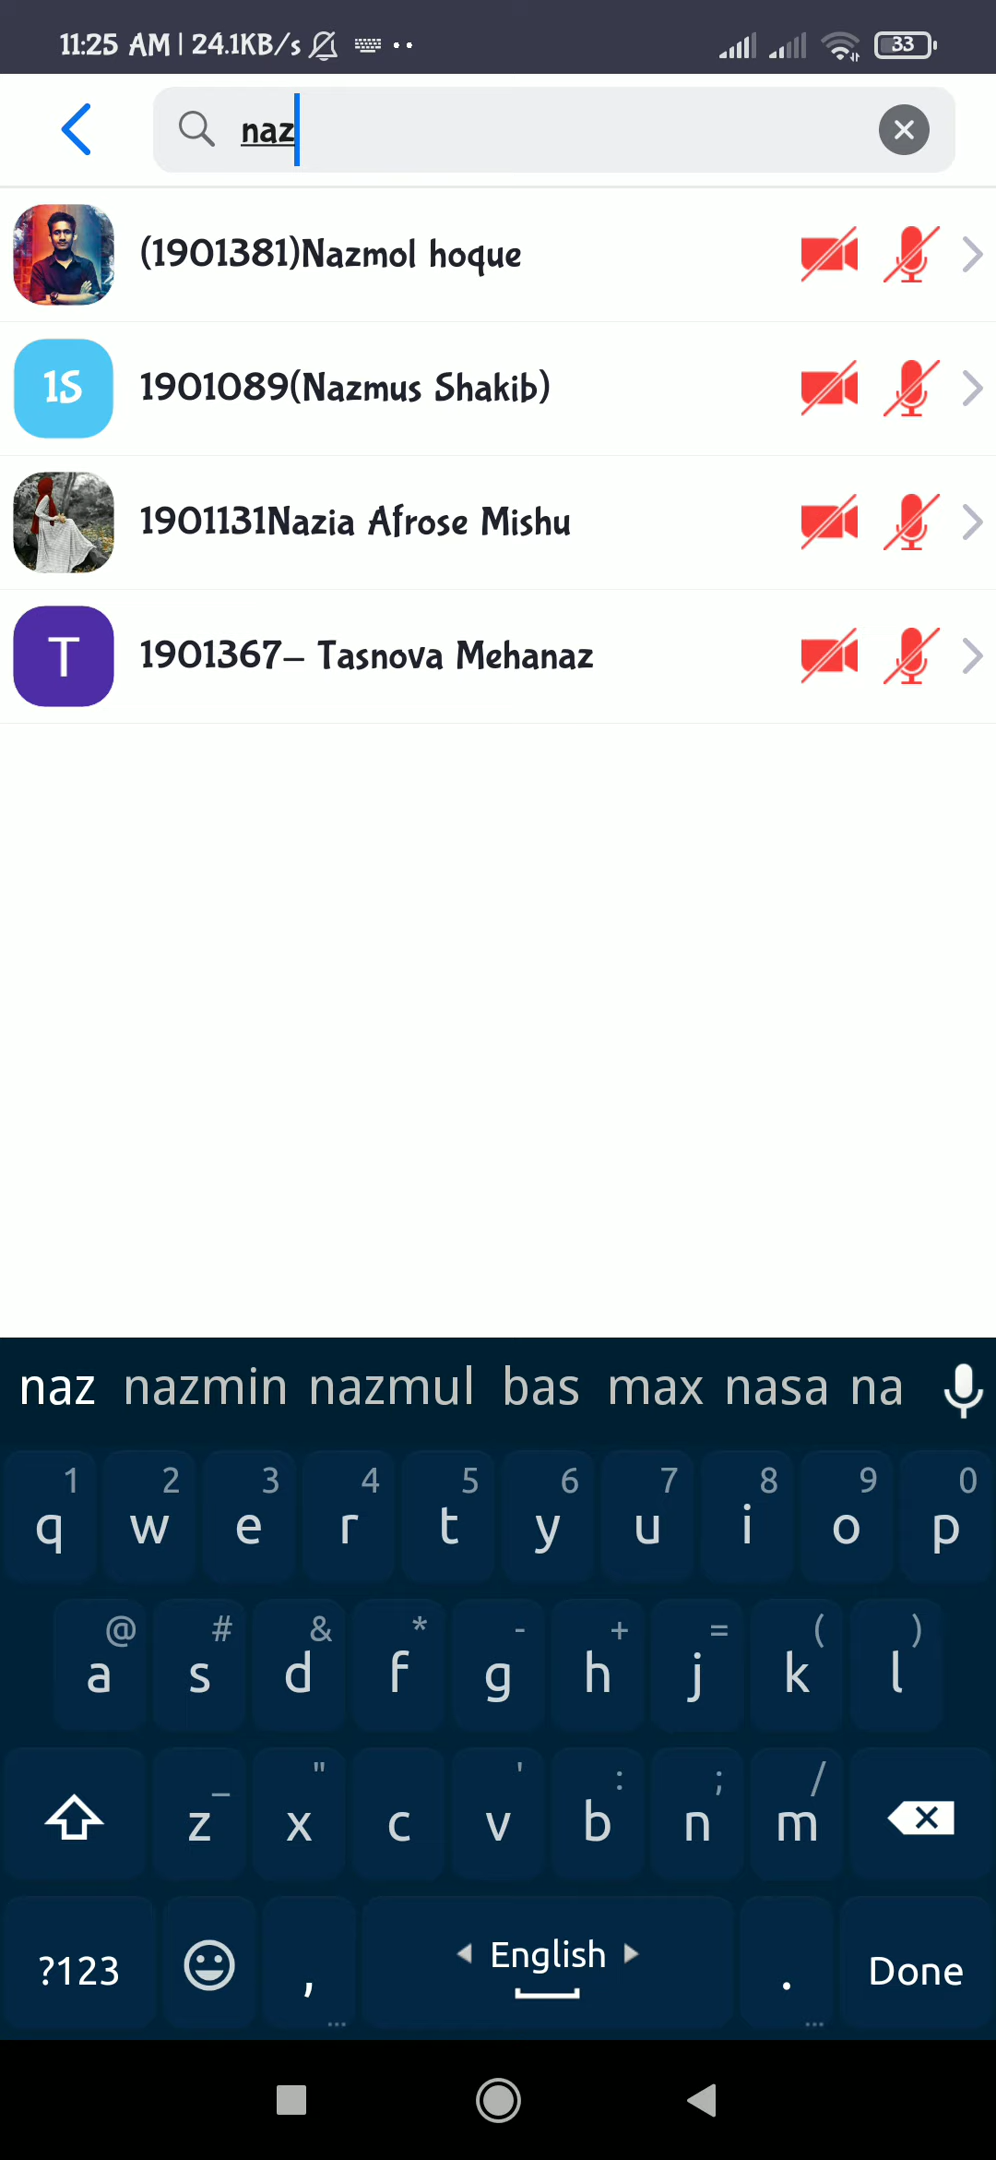 11:25 AM | 24.1KB/s 33
naz
(1901381)Nazmol hoque
1S 1901089(Nazmus Shakib)
1901131Nazia Afrose Mishu
T 1901367– Tasnova Mehanaz
naz nazmin nazmul bas max nasa na
1 2 3 4 5 6 7 8 9 0
q w e r t y u i o p
@ # & * - + = ( )
a s d f g h j k l
_ " ' : ; /
z x c v b n m
?123 , English . Done